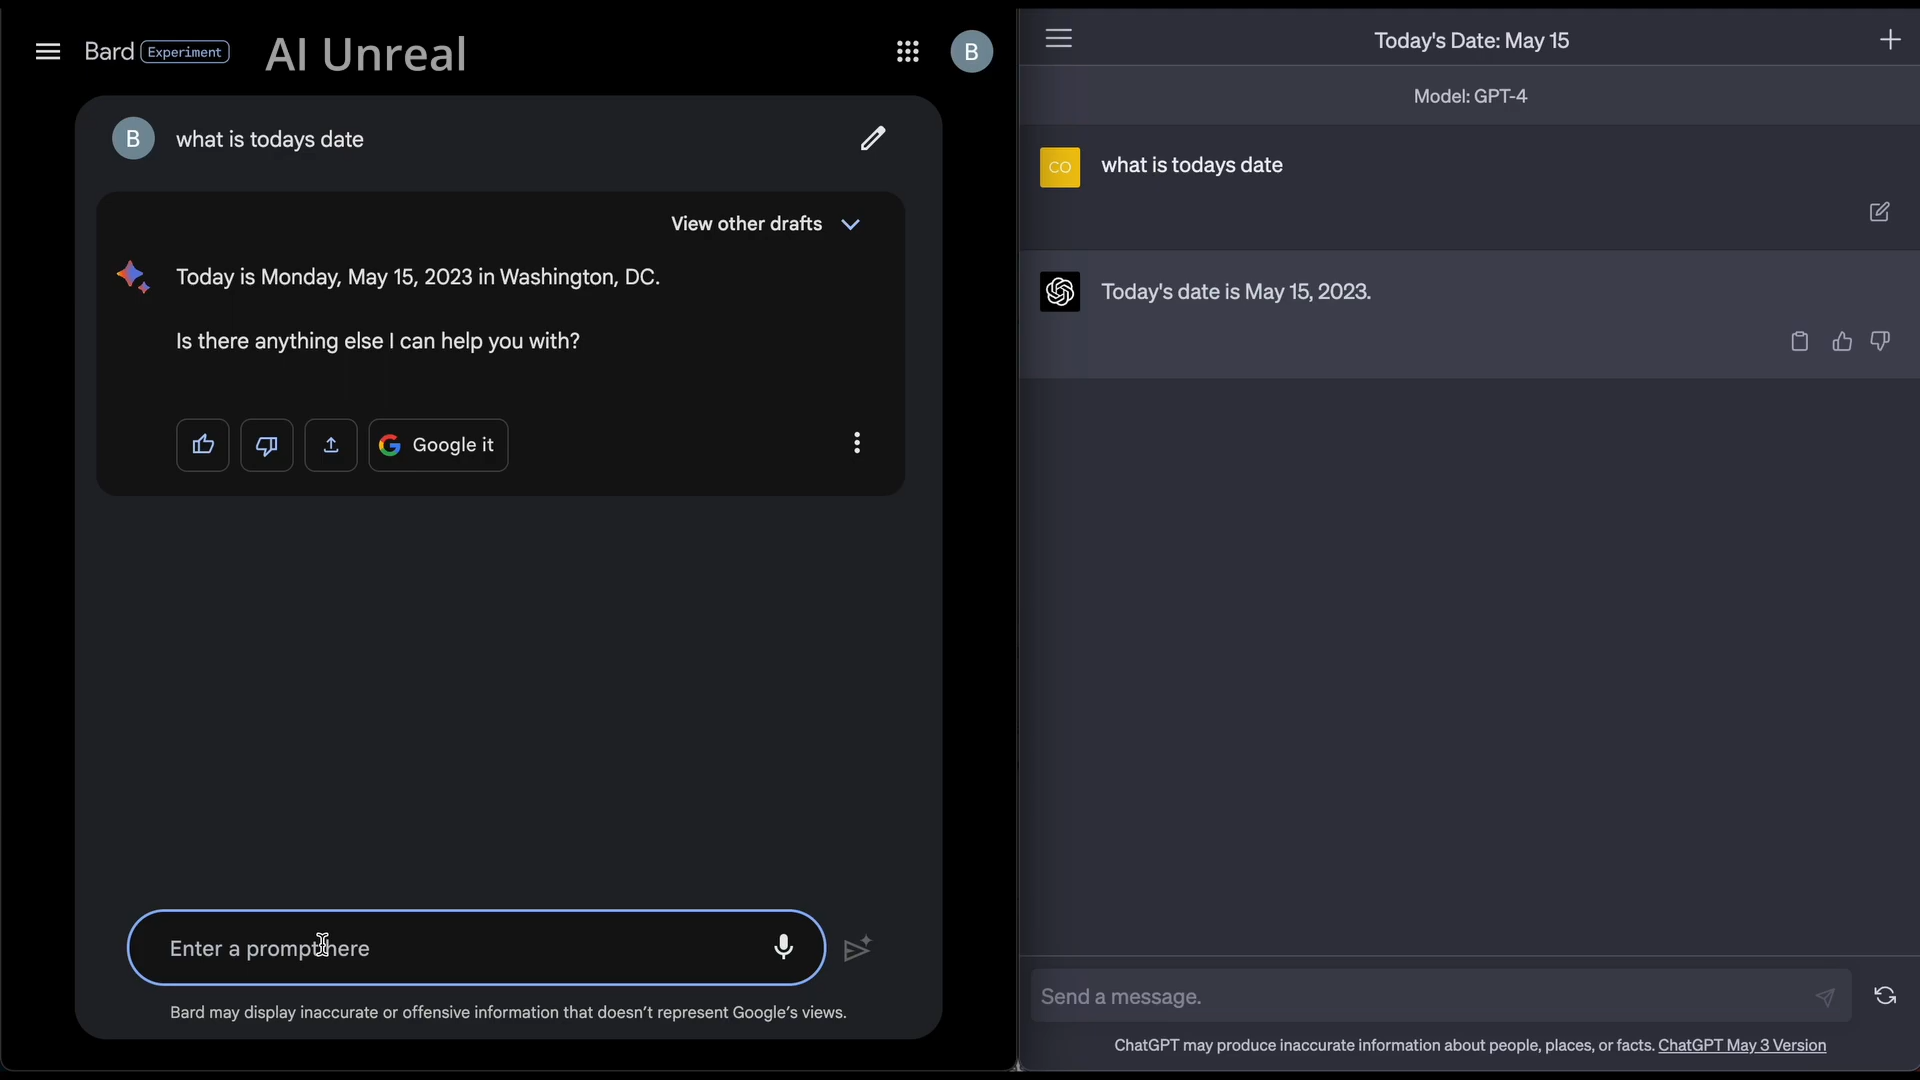 Bard Experiment AI Unreal
B
B
what is todays date
View other drafts
Today is Monday, May 15, 2023 in Washington, DC.
Is there anything else I can help you with?
Google it
Enter a prompt here
Bard may display inaccurate or offensive information that doesn't represent Google's views.
Today's Date: May 15
Model: GPT-4
CO
what is todays date
Today's date is May 15, 2023.
Send a message.
ChatGPT may produce inaccurate information about people, places, or facts. ChatGPT May 3 Version